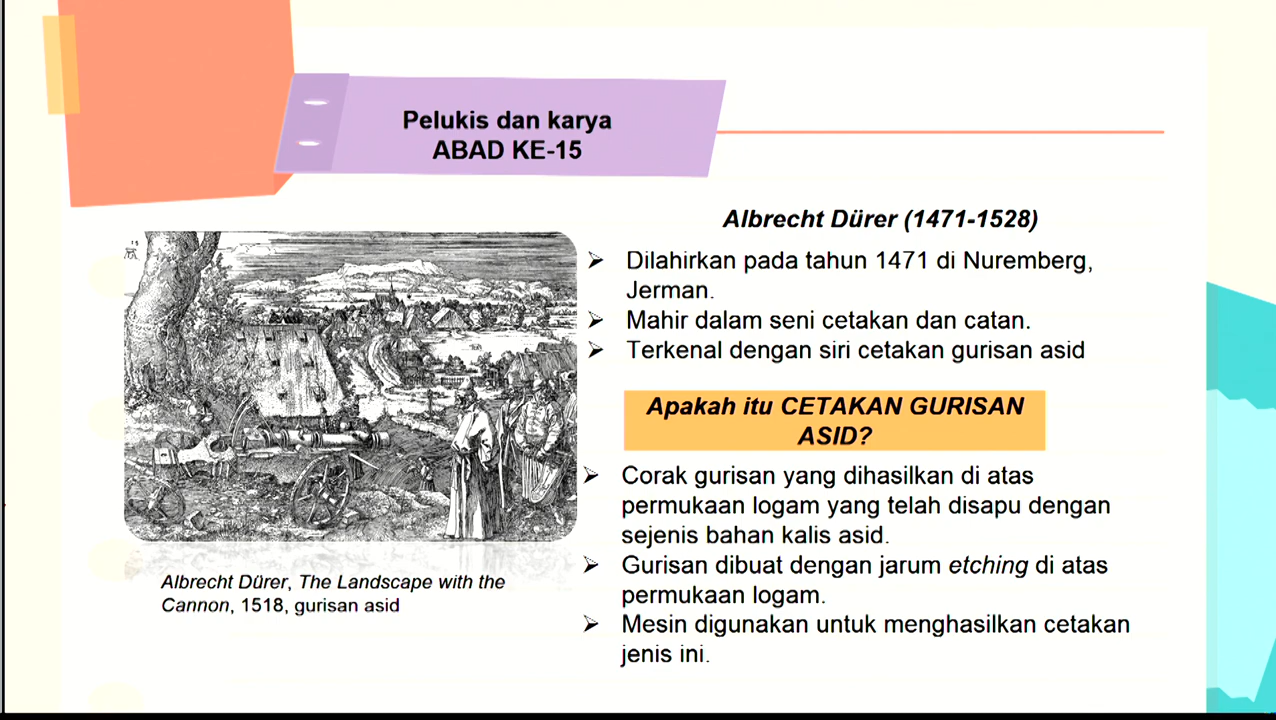 Pelukis dan karya
ABAD KE-15
Albrecht Dürer (1471-1528)
➢ Dilahirkan pada tahun 1471 di Nuremberg,
Jerman.
➢ Mahir dalam seni cetakan dan catan.
➢ Terkenal dengan siri cetakan gurisan asid
Apakah itu CETAKAN GURISAN
ASID?
➢ Corak gurisan yang dihasilkan di atas
permukaan logam yang telah disapu dengan
sejenis bahan kalis asid.
➢ Gurisan dibuat dengan jarum etching di atas
permukaan logam.
➢ Mesin digunakan untuk menghasilkan cetakan
jenis ini.
Albrecht Dürer, The Landscape with the
Cannon, 1518, gurisan asid